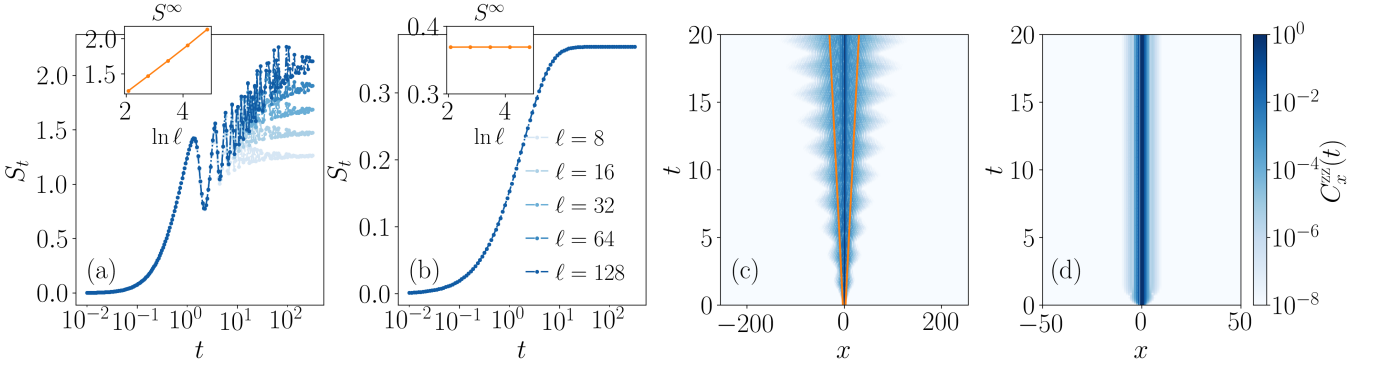 S^∞
2.0
1.5
2
4
ln ℓ
S_t
2.0
1.5
1.0
0.5
0.0
(a)
10^{-2}
10^{-1}
10^0
10^1
10^2
t
S^∞
0.4
0.3
2
4
ln ℓ
S_t
0.3
0.2
0.1
0.0
ℓ = 8
ℓ = 16
ℓ = 32
ℓ = 64
ℓ = 128
(b)
10^{-2}
10^{-1}
10^0
10^1
10^2
t
t
20
15
10
5
0
(c)
−200
0
200
x
t
20
15
10
5
0
(d)
−50
0
50
x
10^0
10^{-2}
10^{-4}
10^{-6}
10^{-8}
C_x^{zz}(t)